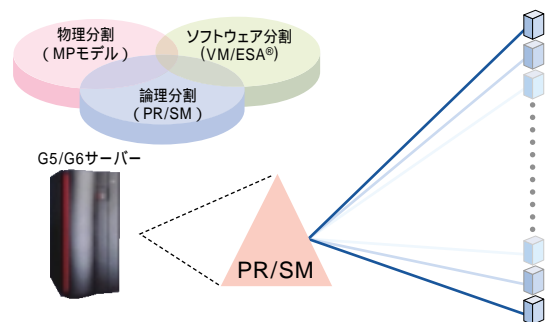 物理分割
(MPモデル)
ソフトウェア分割
(VM/ESA®)
論理分割
(PR/SM)
G5/G6サーバー
PR/SM